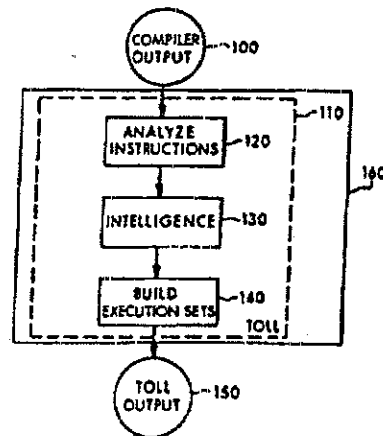 COMPILER
OUTPUT
100
110
ANALYZE
INSTRUCTIONS
120
160
INTELLIGENCE
130
BUILD
EXECUTION SETS
140
TOLL
TOLL
OUTPUT
150